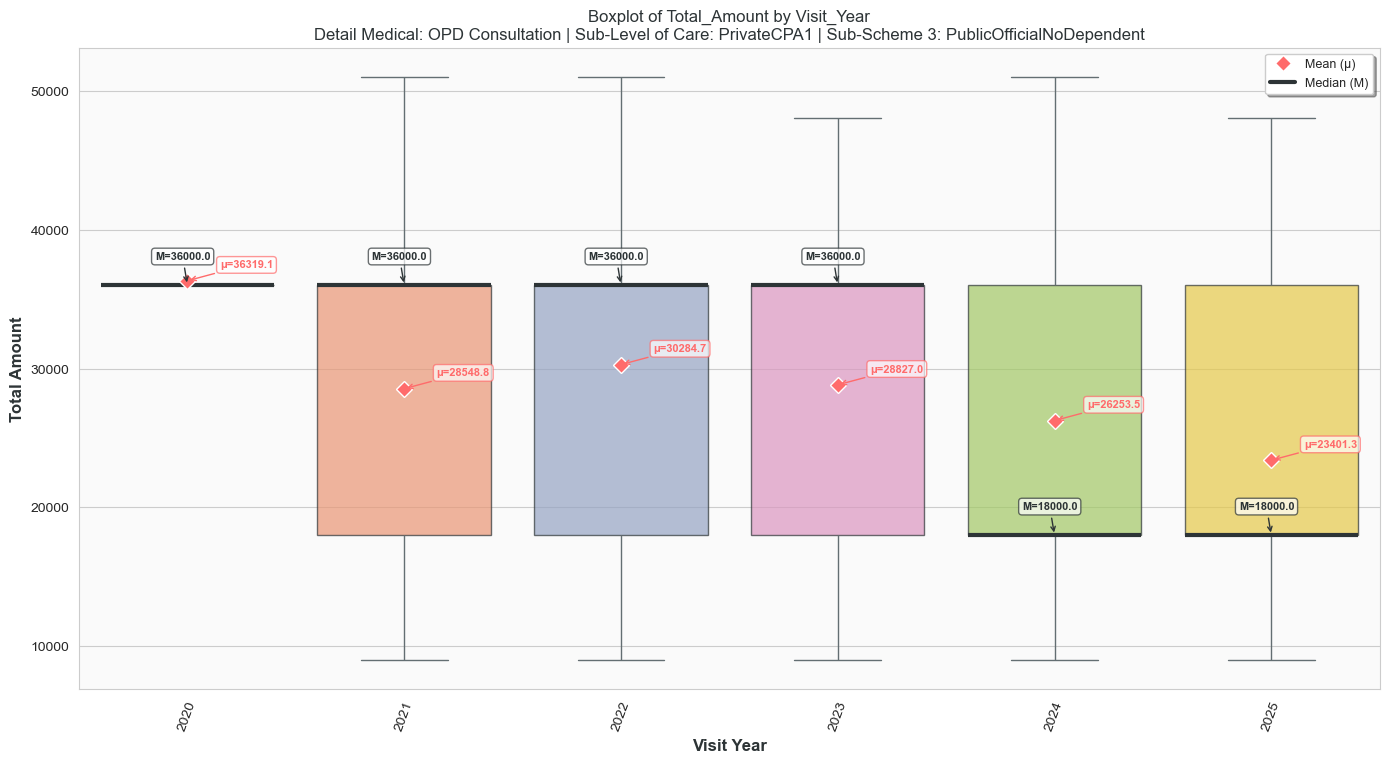 Boxplot of Total_Amount by Visit_Year
Detail Medical: OPD Consultation | Sub-Level of Care: PrivateCPA1 | Sub-Scheme 3: PublicOfficialNoDependent
Mean (μ)
Median (M)
Total Amount
50000
40000
30000
20000
10000
M=36000.0
μ=36319.1
M=36000.0
μ=28548.8
M=36000.0
μ=30284.7
M=36000.0
μ=28827.0
μ=26253.5
M=18000.0
μ=23401.3
M=18000.0
2020
2021
2022
2023
2024
2025
Visit Year